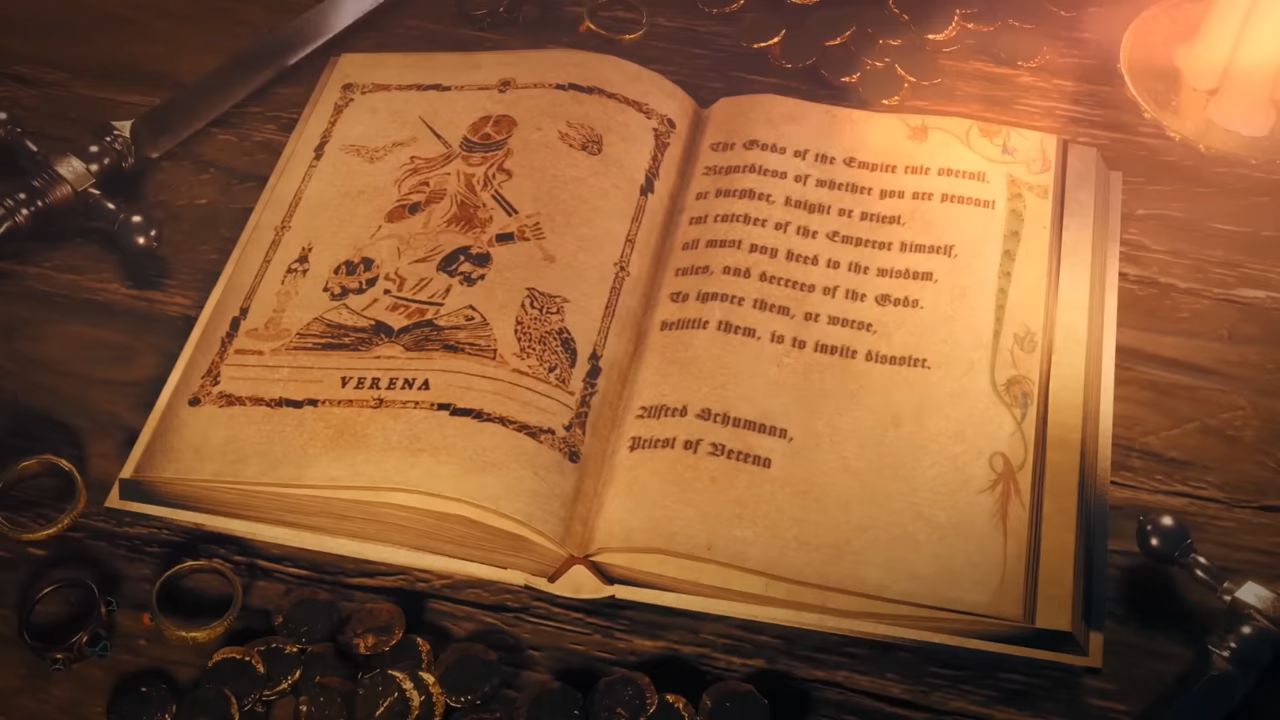 VERENA
The Gods of the Empire rule overall.
Regardless of whether you are peasant
or burgher, knight or priest,
rat catcher of the Emperor himself,
all must pay heed to the wisdom,
rules, and decrees of the Gods.
To ignore them, or worse,
belittle them, is to invite disaster.
Alfred Schumann,
Priest of Verena